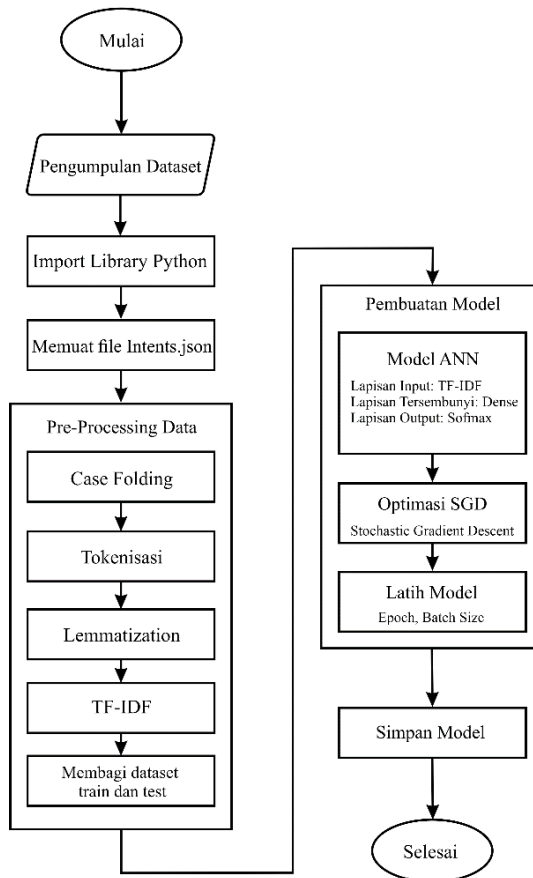 Mulai
Pengumpulan Dataset
Import Library Python
Memuat file Intents.json
Pre-Processing Data
Case Folding
Tokenisasi
Lemmatization
TF-IDF
Membagi dataset
train dan test
Pembuatan Model
Model ANN
Lapisan Input: TF-IDF
Lapisan Tersembunyi: Dense
Lapisan Output: Sofmax
Optimasi SGD
Stochastic Gradient Descent
Latih Model
Epoch, Batch Size
Simpan Model
Selesai